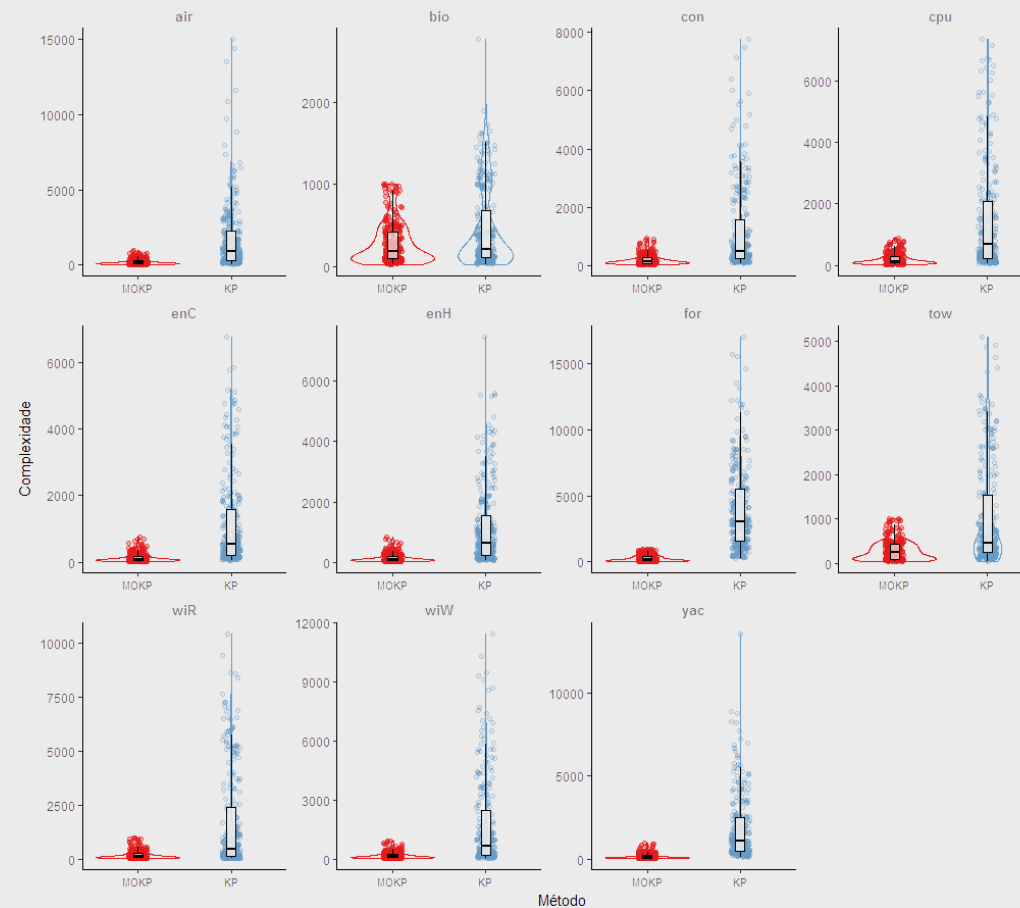 air bio con cpu
15000
10000
5000
0
MOKP KP
2000
1000
0
MOKP KP
8000
6000
4000
2000
0
MOKP KP
6000
4000
2000
0
MOKP KP
Complexidade
enC enH for tow
6000
4000
2000
0
MOKP KP
6000
4000
2000
0
MOKP KP
15000
10000
5000
0
MOKP KP
5000
4000
3000
2000
1000
0
MOKP KP
wiR wiW yac
10000
7500
5000
2500
0
MOKP KP
12000
9000
6000
3000
0
MOKP KP
10000
5000
0
MOKP KP
Método